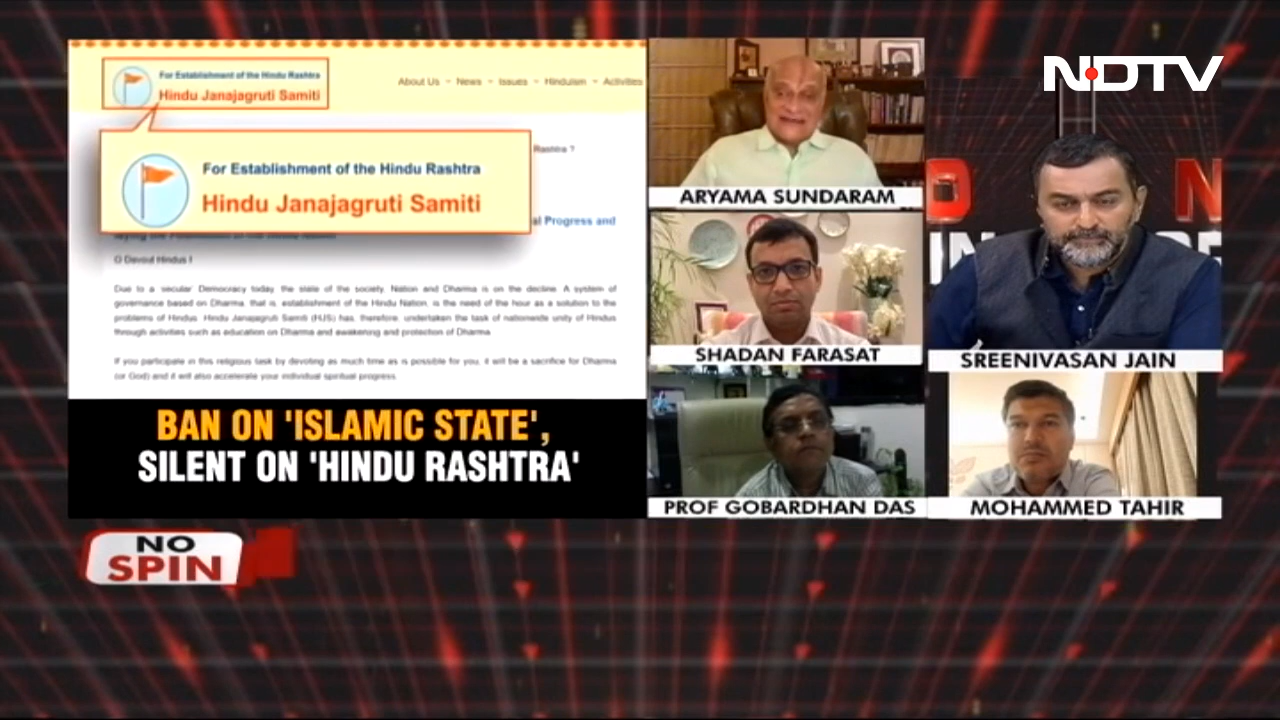 For Establishment of the Hindu Rashtra
Hindu Janajagruti Samiti
About Us News Issues Hinduism Activities
For Establishment of the Hindu Rashtra
Hindu Janajagruti Samiti
Rashtra ?
al Progress and
O Devout Hindus !
Due to a 'secular' Democracy today, the state of the society, Nation and Dharma is on the decline. A system of
governance based on Dharma, that is, establishment of the Hindu Nation, is the need of the hour as a solution to the
problems of Hindus. Hindu Janajagruti Samiti (HJS) has, therefore, undertaken the task of nationwide unity of Hindus
through activities such as education on Dharma and awakening and protection of Dharma.
If you participate in this religious task by devoting as much time as is possible for you, it will be a sacrifice for Dharma
(or God) and it will also accelerate your individual spiritual progress.
BAN ON 'ISLAMIC STATE',
SILENT ON 'HINDU RASHTRA'
NO
SPIN
ARYAMA SUNDARAM
SHADAN FARASAT
PROF GOBARDHAN DAS
NDTV
O N
SREENIVASAN JAIN
MOHAMMED TAHIR